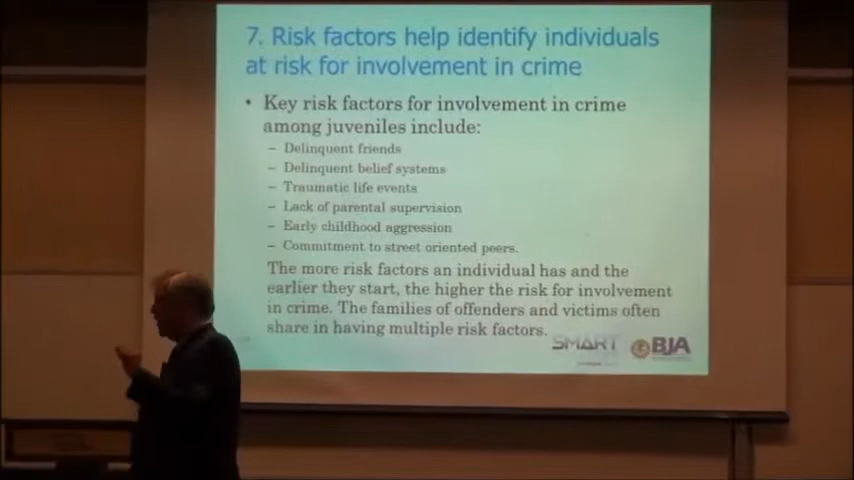 7. Risk factors help identify individuals
at risk for involvement in crime
• Key risk factors for involvement in crime
among juveniles include:
– Delinquent friends
– Delinquent belief systems
– Traumatic life events
– Lack of parental supervision
– Early childhood aggression
– Commitment to street oriented peers.
The more risk factors an individual has and the
earlier they start, the higher the risk for involvement
in crime. The families of offenders and victims often
share in having multiple risk factors.
SMART BJA